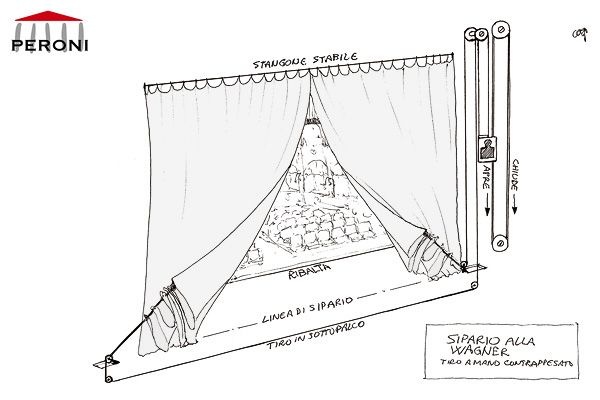 PERONI
STANGONE STABILE
APRE
CHIUDE
RIBALTA
LINEA DI SIPARIO
TIRO IN SOTTOPALCO
SIPARIO ALLA
WAGNER
TIRO A MANO CONTRAPPESATO